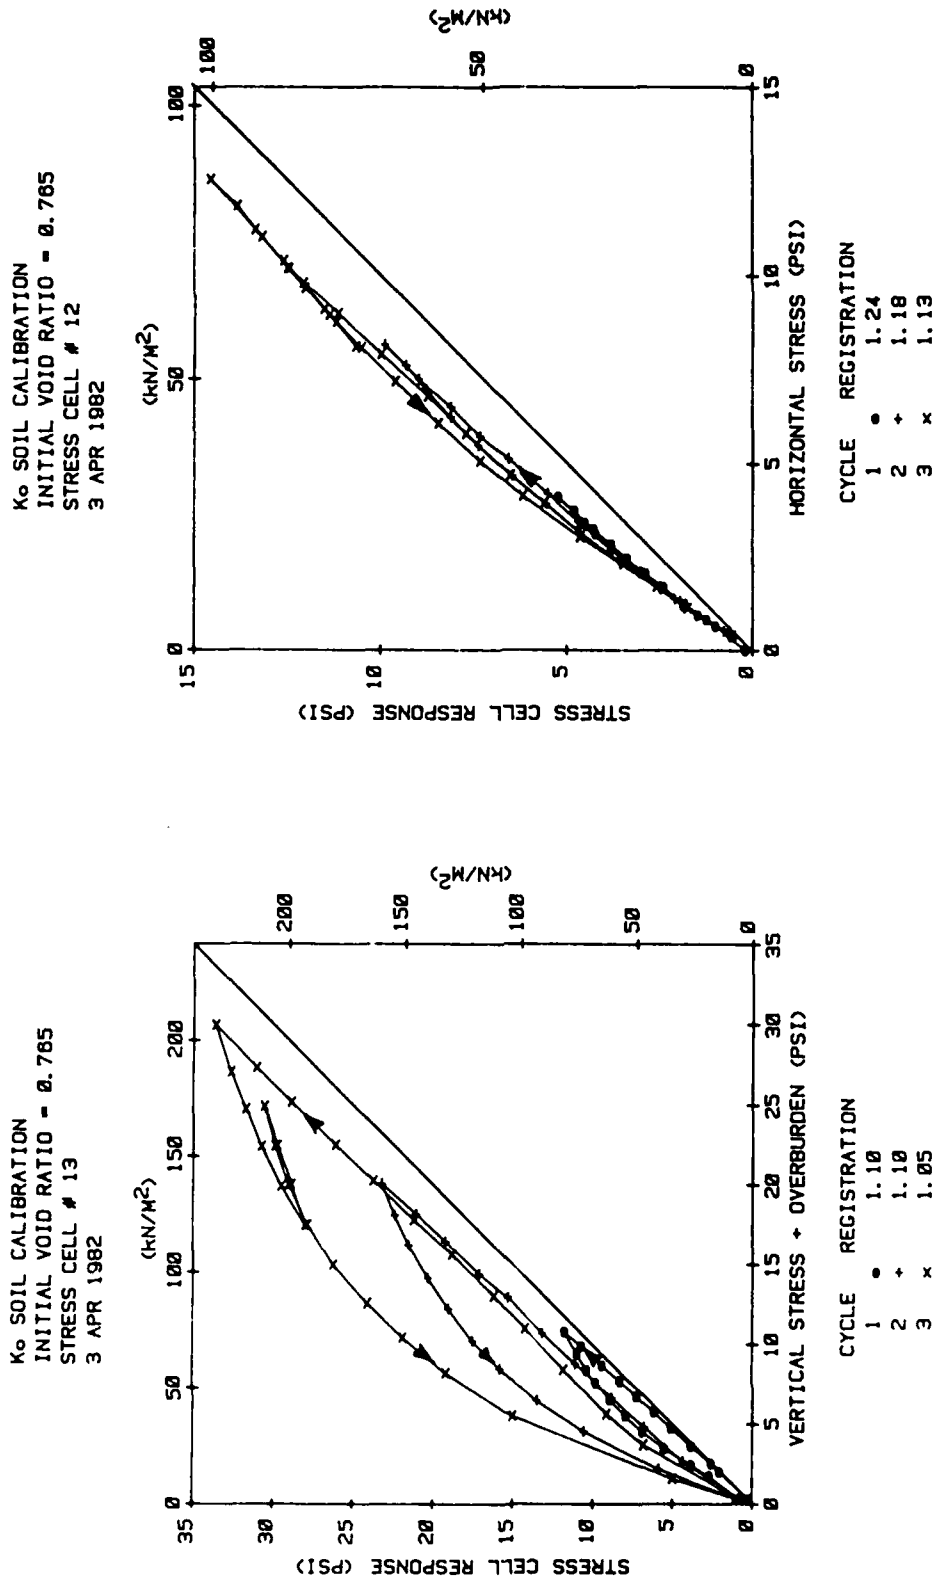 Ko SOIL CALIBRATION
INITIAL VOID RATIO = 0.765
STRESS CELL # 13
3 APR 1982
(kN/M2)
0 50 100 150 200
35
30
25
20
15
10
5
0
STRESS CELL RESPONSE (PSI)
200
150
100
50
0
(kN/M2)
0 5 10 15 20 25 30 35
VERTICAL STRESS + OVERBURDEN (PSI)
CYCLE REGISTRATION
1 ● 1.10
2 + 1.10
3 x 1.05
Ko SOIL CALIBRATION
INITIAL VOID RATIO = 0.765
STRESS CELL # 12
3 APR 1982
(kN/M2)
0 50 100
15
10
5
0
STRESS CELL RESPONSE (PSI)
100
50
0
(kN/M2)
0 5 10 15
HORIZONTAL STRESS (PSI)
CYCLE REGISTRATION
1 ● 1.24
2 + 1.18
3 x 1.13